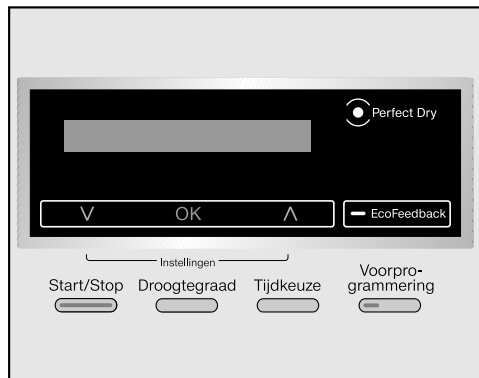 Perfect Dry
OK
EcoFeedback
Instellingen
Start/Stop
Droogtegraad
Tijdkeuze
Voorpro-
grammering